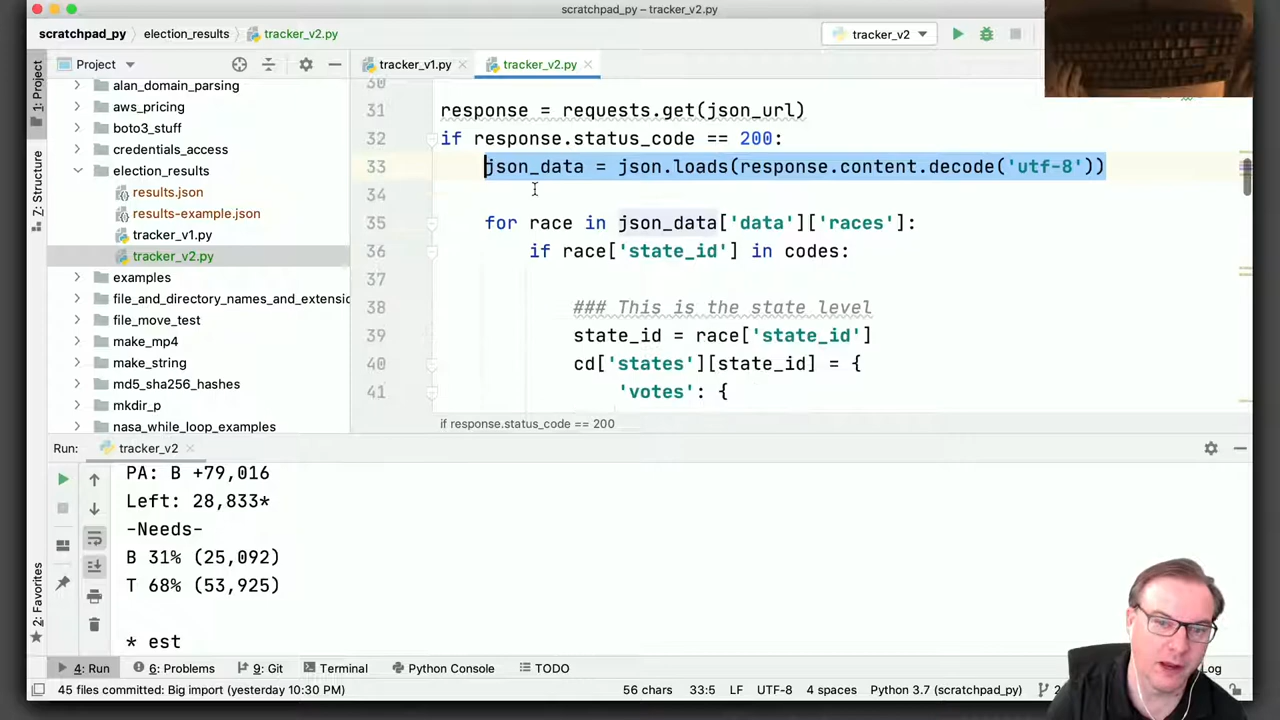 scratchpad_py – tracker_v2.py
scratchpad_py
election_results
tracker_v2.py
tracker_v2
1: Project
Project
tracker_v1.py
tracker_v2.py
alan_domain_parsing
aws_pricing
boto3_stuff
credentials_access
election_results
results.json
results-example.json
tracker_v1.py
tracker_v2.py
examples
file_and_directory_names_and_extensio
file_move_test
make_mp4
make_string
md5_sha256_hashes
mkdir_p
nasa_while_loop_examples
Z: Structure
2: Favorites
30
31 response = requests.get(json_url)
32 if response.status_code == 200:
33 json_data = json.loads(response.content.decode('utf-8'))
34
35 for race in json_data['data']['races']:
36 if race['state_id'] in codes:
37
38 ### This is the state level
39 state_id = race['state_id']
40 cd['states'][state_id] = {
41 'votes': {
if response.status_code == 200
Run: tracker_v2
PA: B +79,016
Left: 28,833*
-Needs-
B 31% (25,092)
T 68% (53,925)
* est
4: Run
6: Problems
9: Git
Terminal
Python Console
TODO
Log
45 files committed: Big import (yesterday 10:30 PM)
56 chars
33:5
LF
UTF-8
4 spaces
Python 3.7 (scratchpad_py)